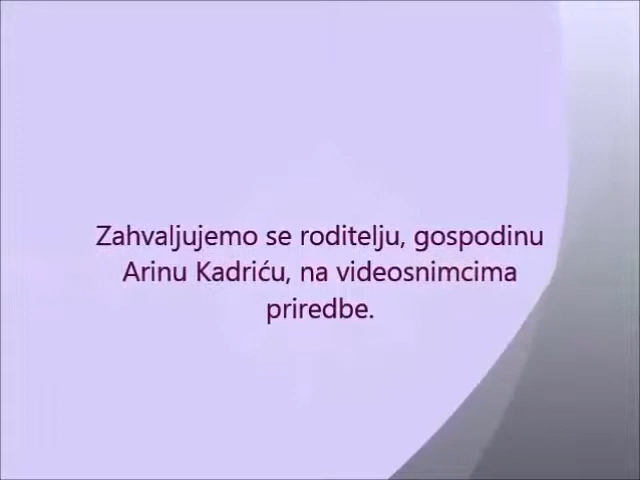 Zahvaljujemo se roditelju, gospodinu
Arinu Kadriću, na videosnimcima
priredbe.